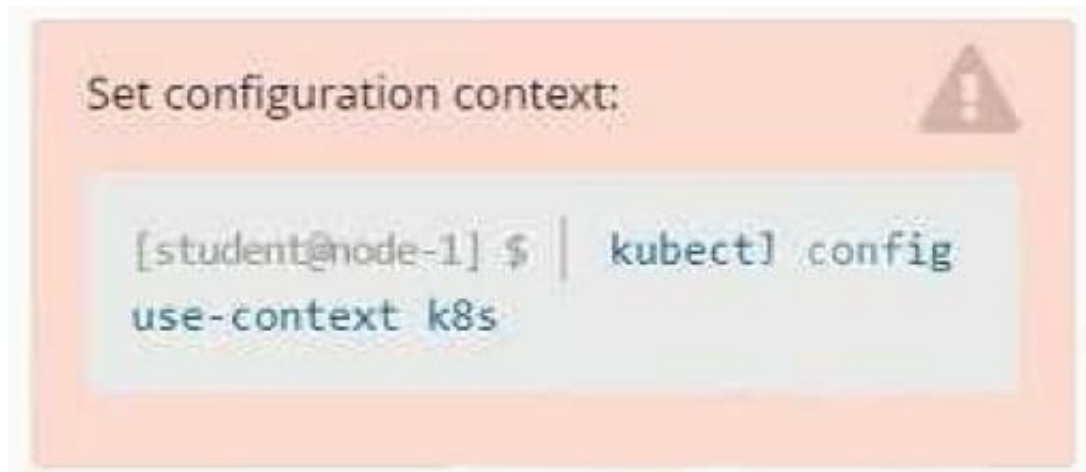 Set configuration context:
[student@node-1] $ | kubectl config
use-context k8s